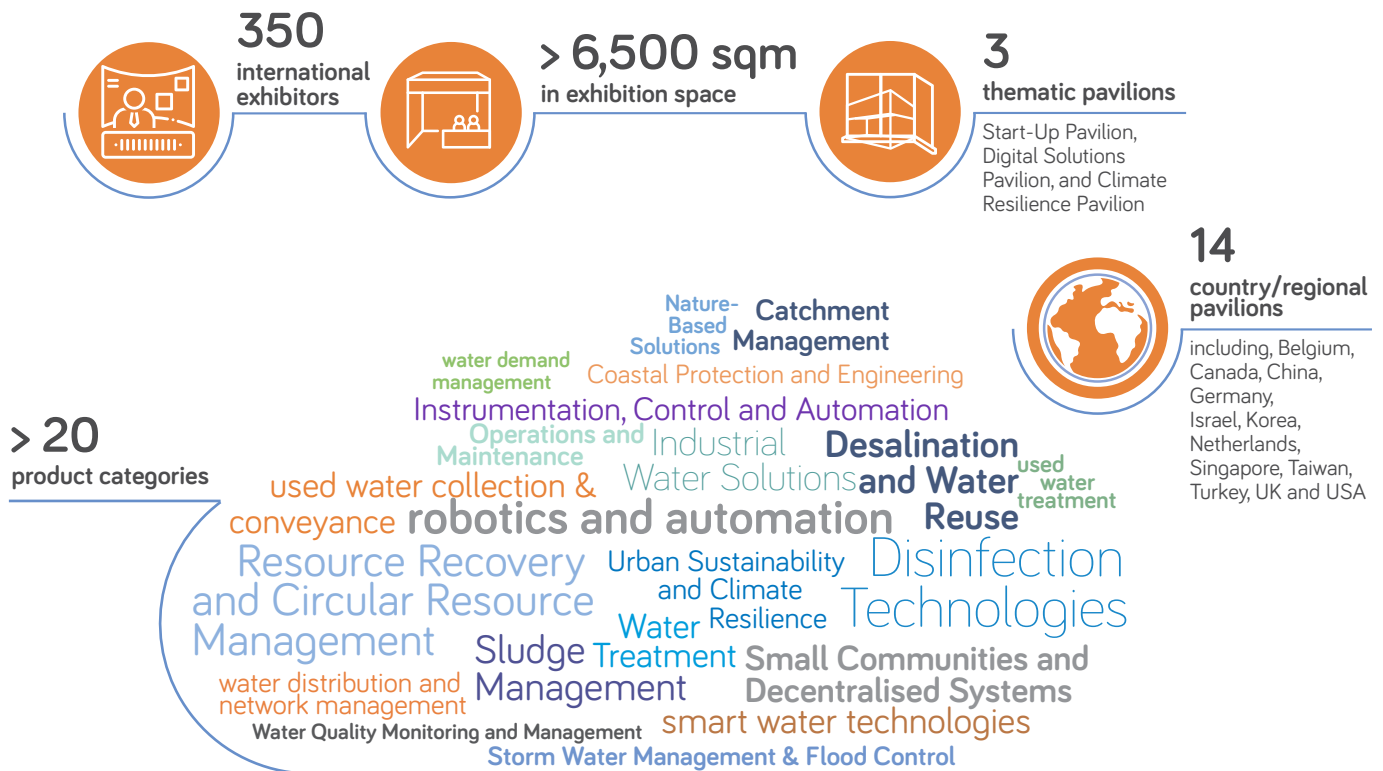 350
international
exhibitors
> 6,500 sqm
in exhibition space
3
thematic pavilions
Start-Up Pavilion,
Digital Solutions
Pavilion, and Climate
Resilience Pavilion
14
country/regional
pavilions
including, Belgium,
Canada, China,
Germany,
Israel, Korea,
Netherlands,
Singapore, Taiwan,
Turkey, UK and USA
> 20
product categories
Nature-
Based
Solutions
Catchment
Management
water demand
management
Coastal Protection and Engineering
Instrumentation, Control and Automation
Operations and
Maintenance
Industrial
Water Solutions
Desalination
and Water
Reuse
used
water
treatment
used water collection &
conveyance
robotics and automation
Resource Recovery
and Circular Resource
Management
Urban Sustainability
and Climate
Resilience
Disinfection
Technologies
Water
Treatment
Sludge
Management
Small Communities and
Decentralised Systems
water distribution and
network management
smart water technologies
Water Quality Monitoring and Management
Storm Water Management & Flood Control